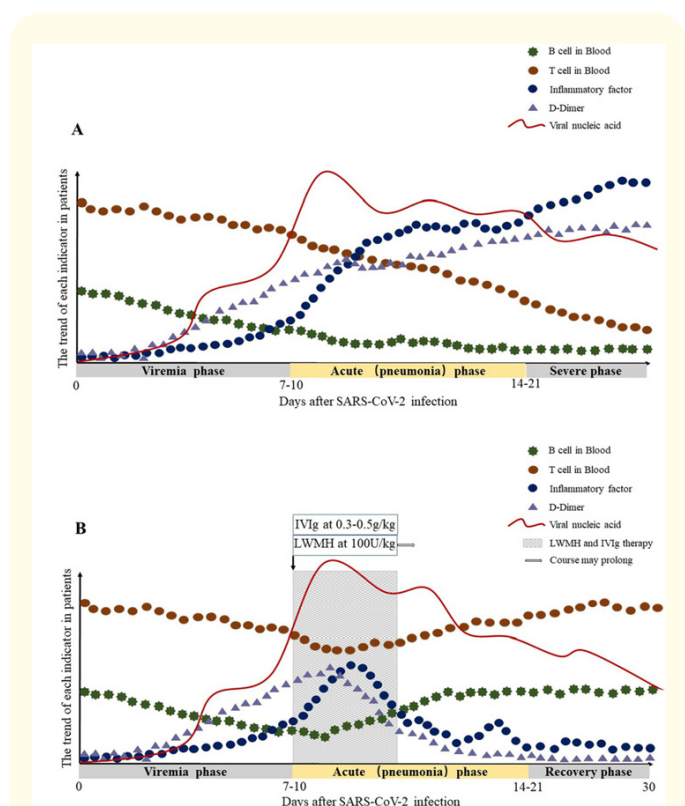 B cell in Blood
T cell in Blood
Inflammatory factor
D-Dimer
Viral nucleic acid
A
The trend of each indicator in patients
Viremia phase
Acute (pneumonia) phase
Severe phase
0
7-10
14-21
Days after SARS-CoV-2 infection
B cell in Blood
T cell in Blood
Inflammatory factor
D-Dimer
Viral nucleic acid
LWMH and IVIg therapy
Course may prolong
B
IVIg at 0.3-0.5g/kg
LWMH at 100U/kg
The trend of each indicator in patients
Viremia phase
Acute (pneumonia) phase
Recovery phase
0
7-10
14-21
30
Days after SARS-CoV-2 infection